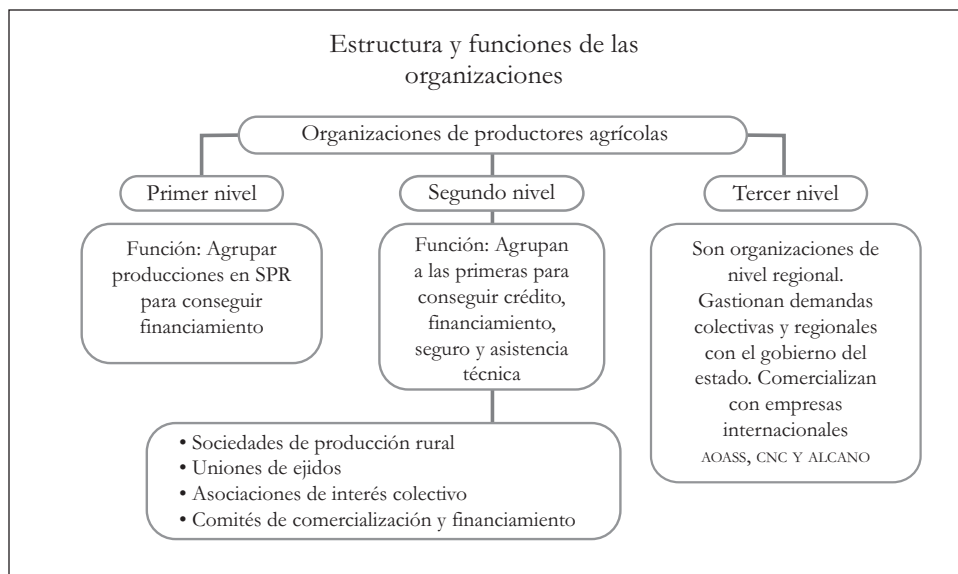 Estructura y funciones de las
organizaciones
Organizaciones de productores agrícolas
Primer nivel
Segundo nivel
Tercer nivel
Función: Agrupar
producciones en SPR
para conseguir
financiamiento
Función: Agrupan
a las primeras para
conseguir crédito,
financiamiento,
seguro y asistencia
técnica
Son organizaciones de
nivel regional.
Gastionan demandas
colectivas y regionales
con el gobierno del
estado. Comercializan
con empresas
internacionales
AOASS, CNC Y ALCANO
• Sociedades de producción rural
• Uniones de ejidos
• Asociaciones de interés colectivo
• Comités de comercialización y financiamiento